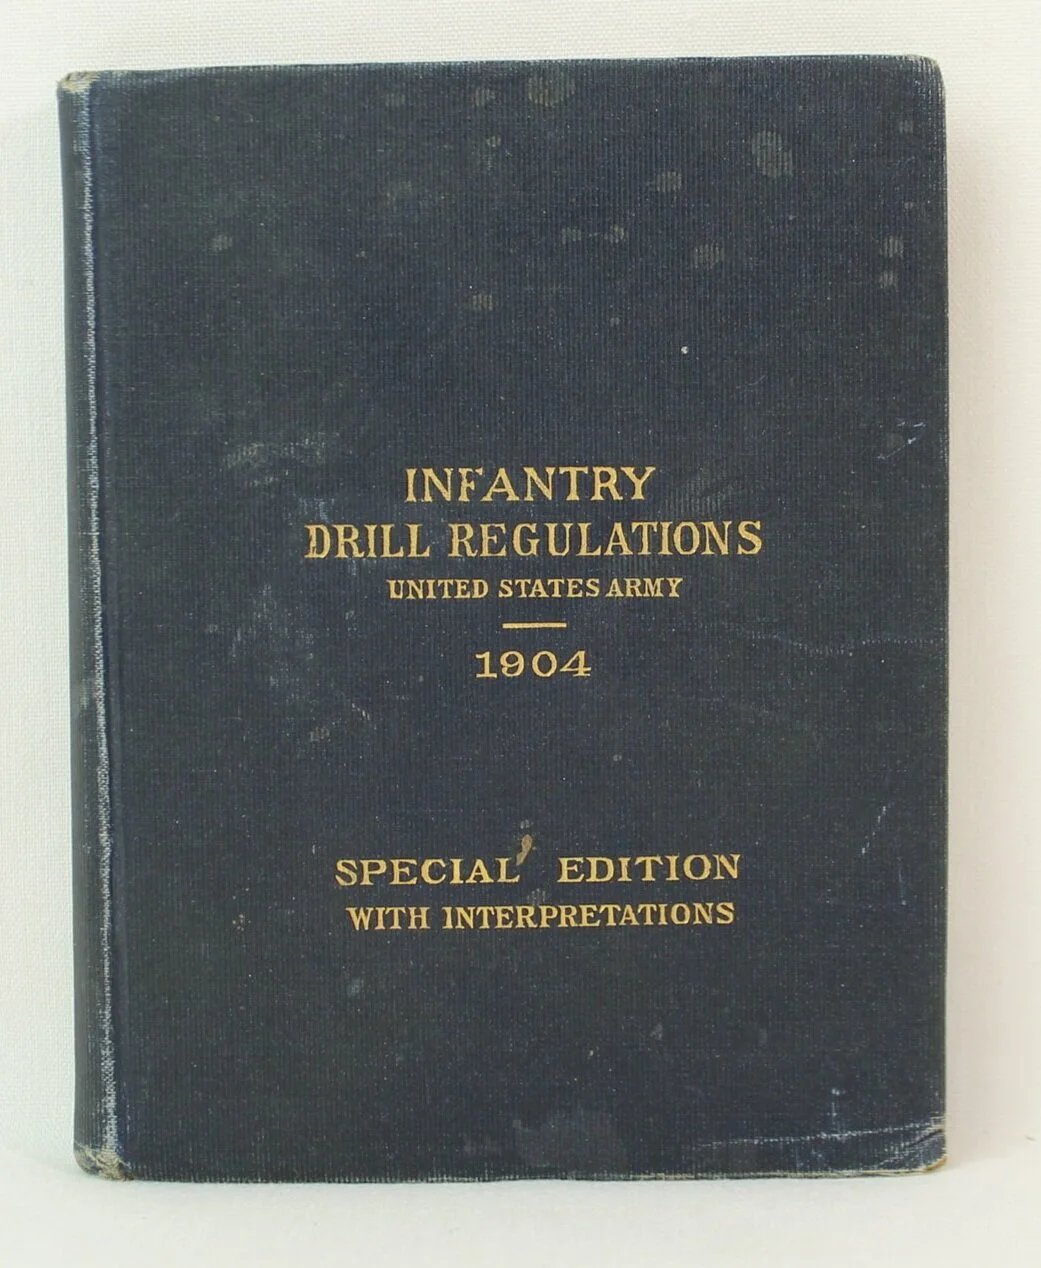 INFANTRY
DRILL REGULATIONS
UNITED STATES ARMY
1904
SPECIAL EDITION
WITH INTERPRETATIONS